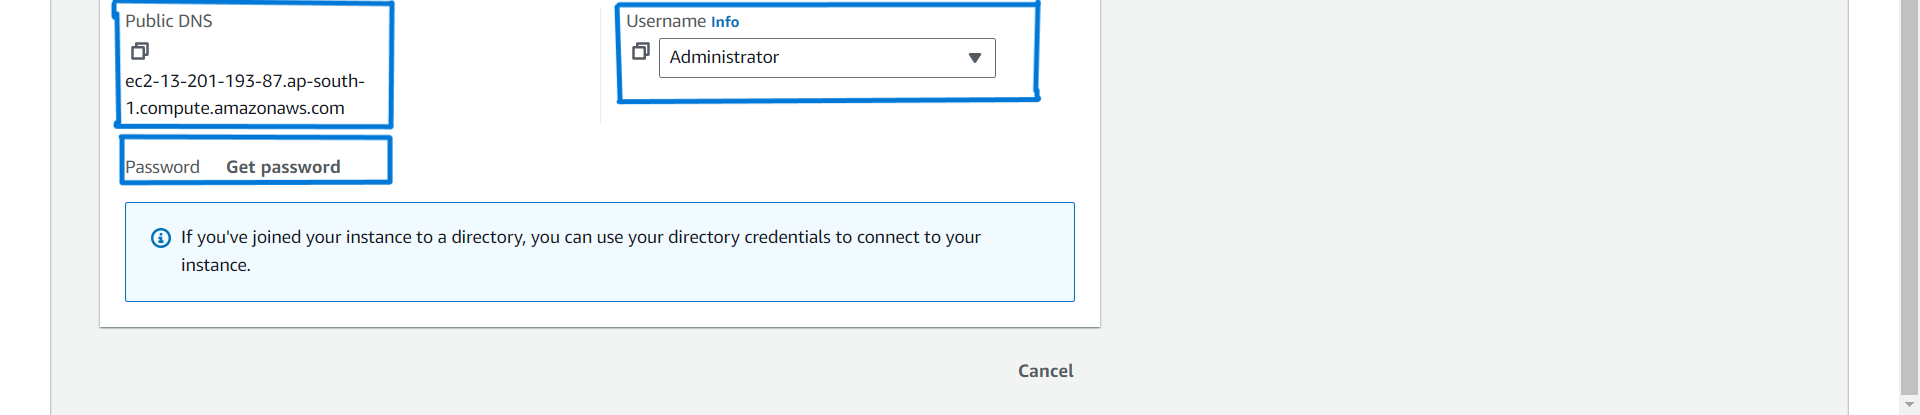 Public DNS
ec2-13-201-193-87.ap-south-
1.compute.amazonaws.com
Username Info
Administrator
Password Get password
If you've joined your instance to a directory, you can use your directory credentials to connect to your
instance.
Cancel